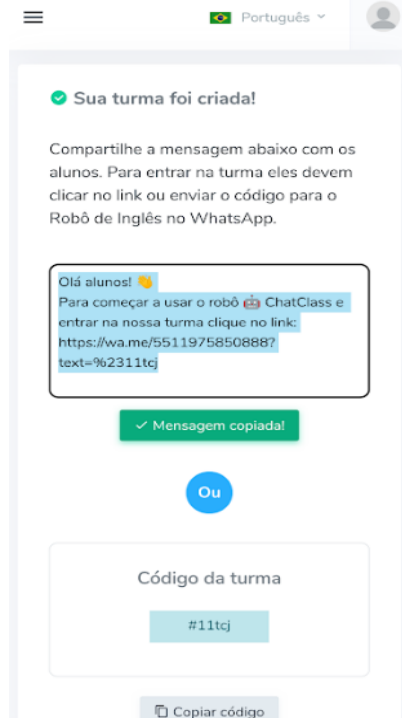 Português
Sua turma foi criada!
Compartilhe a mensagem abaixo com os
alunos. Para entrar na turma eles devem
clicar no link ou enviar o código para o
Robô de Inglês no WhatsApp.
Olá alunos! 👋
Para começar a usar o robô 🤖 ChatClass e
entrar na nossa turma clique no link:
https://wa.me/5511975850888?
text=%2311tcj
Mensagem copiada!
Ou
Código da turma
#11tcj
Copiar código